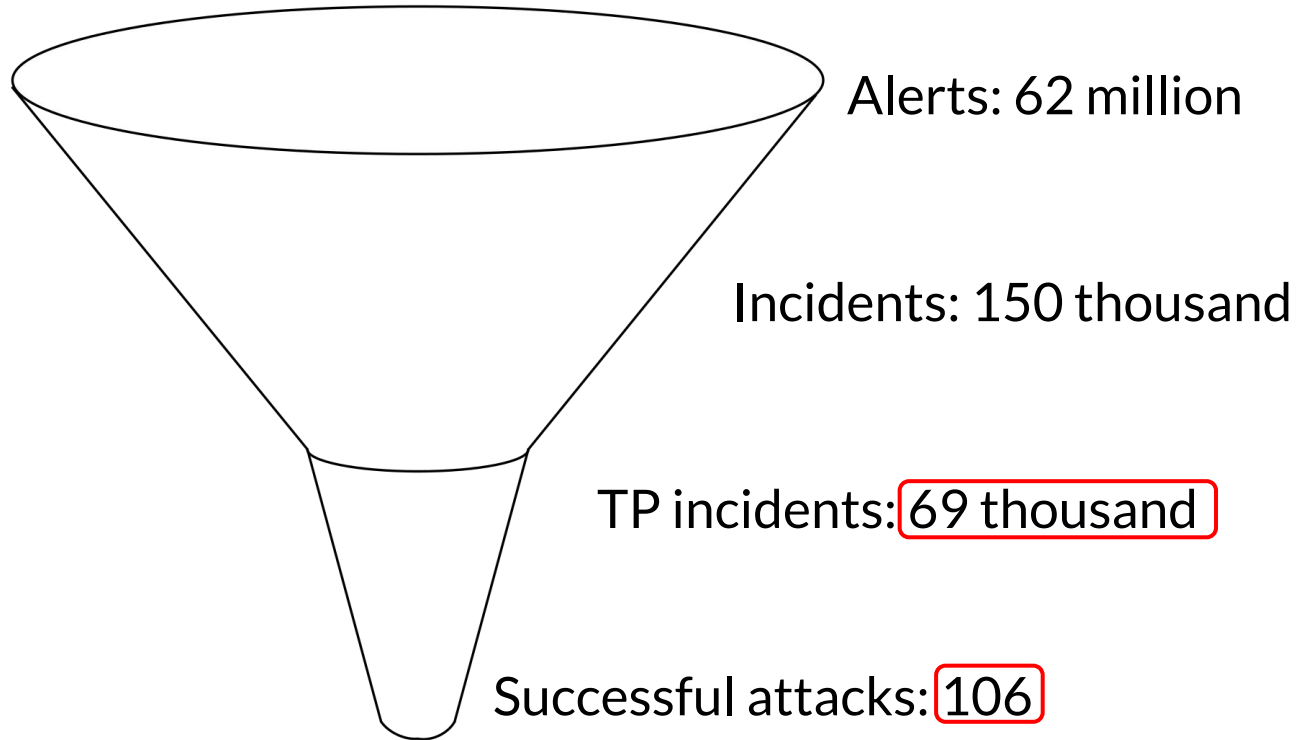 Alerts: 62 million
Incidents: 150 thousand
TP incidents: 69 thousand
Successful attacks: 106